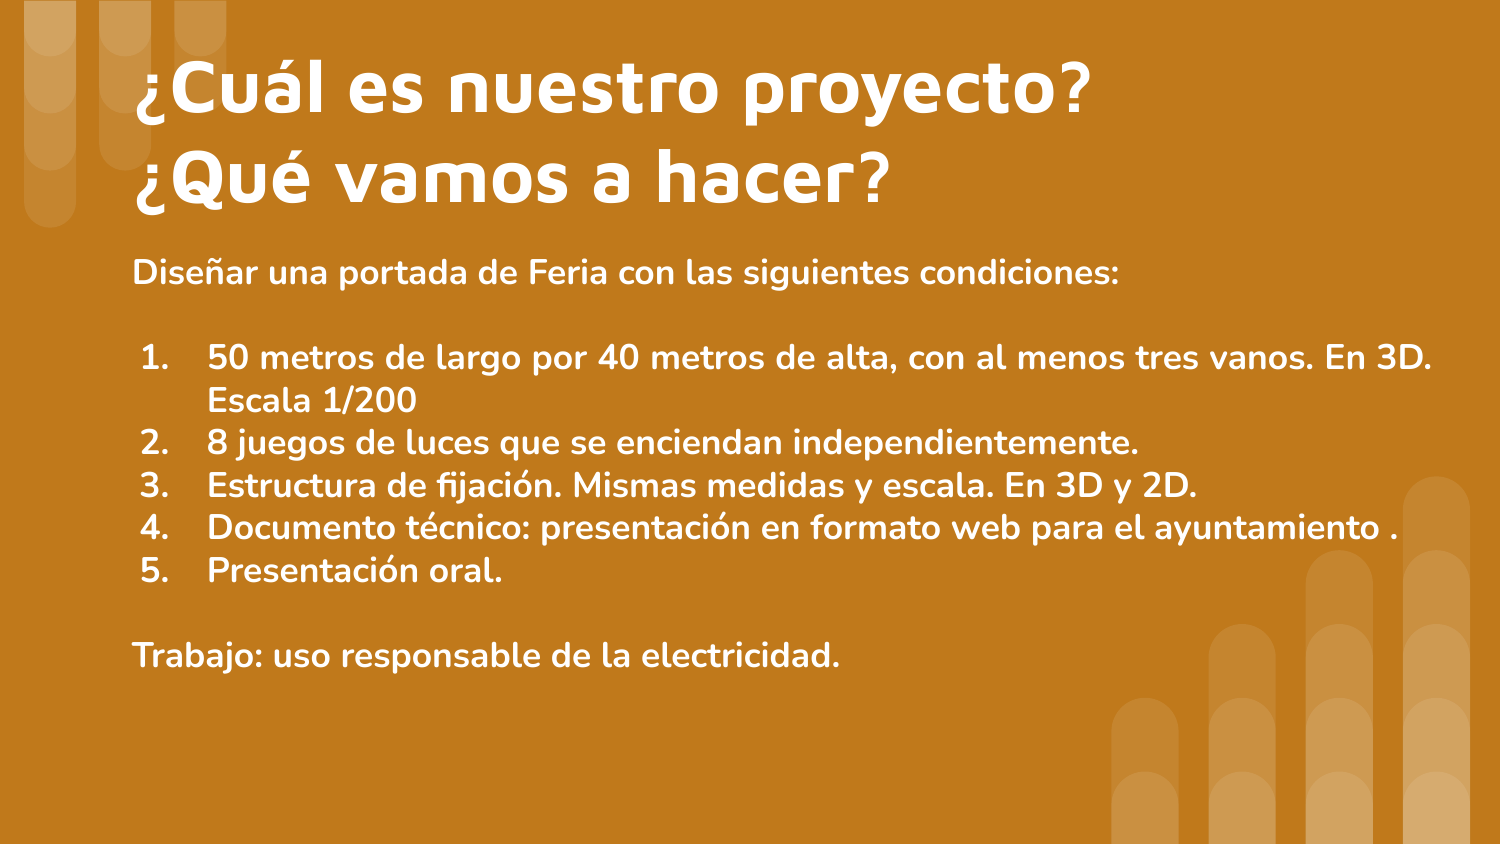 ¿Cuál es nuestro proyecto?
¿Qué vamos a hacer?
Diseñar una portada de Feria con las siguientes condiciones:
1. 50 metros de largo por 40 metros de alta, con al menos tres vanos. En 3D.
Escala 1/200
2. 8 juegos de luces que se enciendan independientemente.
3. Estructura de fijación. Mismas medidas y escala. En 3D y 2D.
4. Documento técnico: presentación en formato web para el ayuntamiento .
5. Presentación oral.
Trabajo: uso responsable de la electricidad.